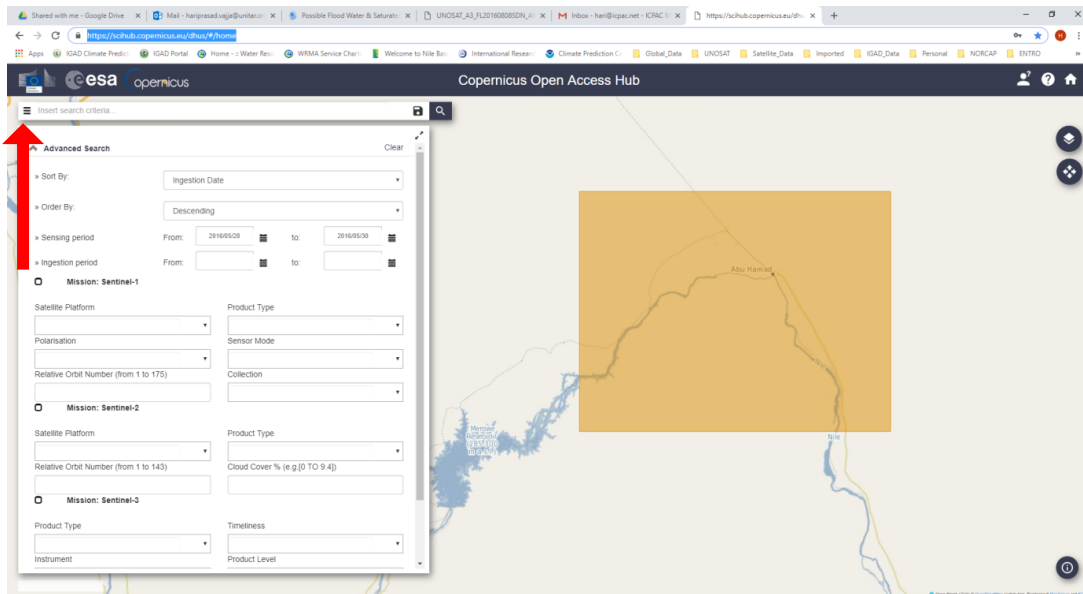 Shared with me - Google Drive
Mail - hariprasad.vajja@unitar.or
Possible Flood Water & Saturate
UNOSAT_A3_FL20160808SDN_A
Inbox - hari@icpac.net - ICPAC M
https://scihub.copernicus.eu/dhu
https://scihub.copernicus.eu/dhus/#/home
Apps
IGAD Climate Predict
IGAD Portal
Home - :: Water Res
WRMA Service Chart
Welcome to Nile Bas
International Resear
Climate Prediction C
Global_Data
UNOSAT
Satellite_Data
Imported
IGAD_Data
Personal
NORCAP
ENTRO
esa
opernicus
Copernicus Open Access Hub
Insert search criteria...
Advanced Search
Clear
» Sort By:
Ingestion Date
» Order By:
Descending
» Sensing period
From:
2016/05/28
to:
2016/05/30
» Ingestion period
From:
to:
Mission: Sentinel-1
Satellite Platform
Product Type
Polarisation
Sensor Mode
Relative Orbit Number (from 1 to 175)
Collection
Mission: Sentinel-2
Satellite Platform
Product Type
Relative Orbit Number (from 1 to 143)
Cloud Cover % (e.g.[0 TO 9.4])
Mission: Sentinel-3
Product Type
Timeliness
Instrument
Product Level
Abu Hamad
Merowe
Reservoir
Nile